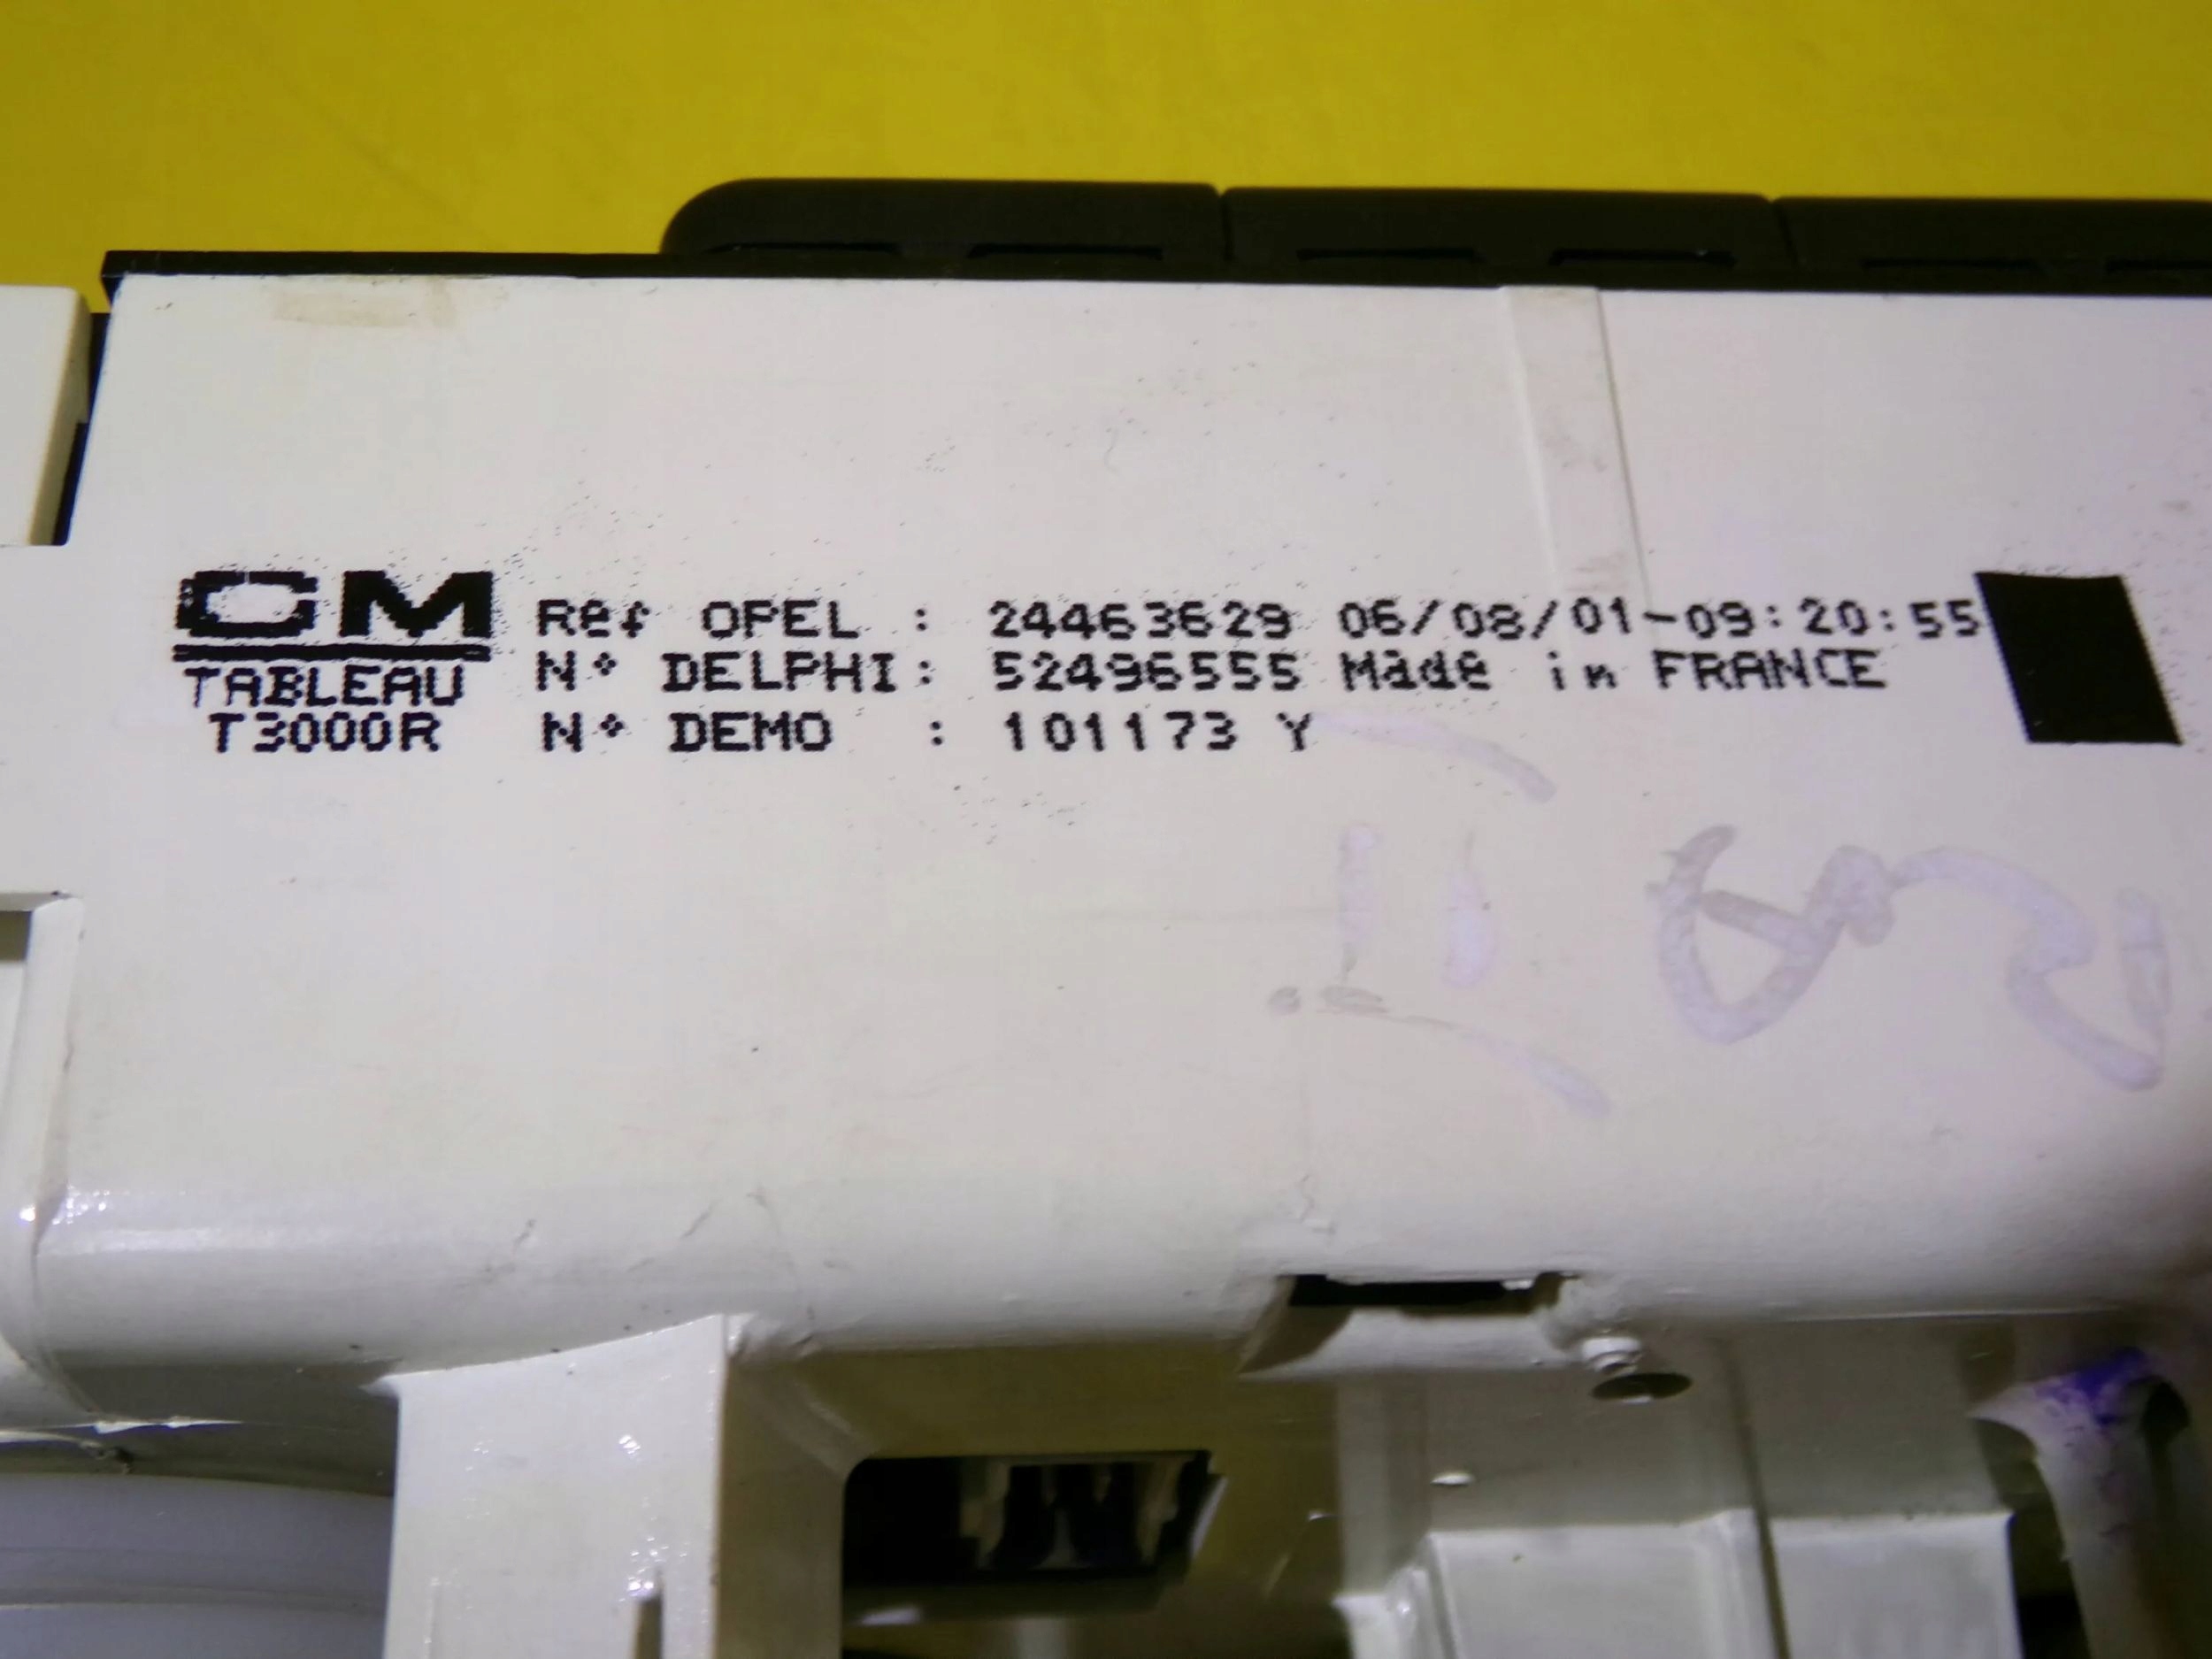 GM
TABLEAU
T3000R
Ref OPEL : 24463629 06/08/01-09:20:55
N° DELPHI: 52496555 Made in FRANCE
N° DEMO : 101173 Y